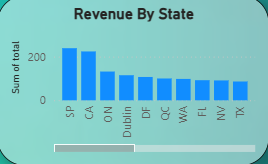 Revenue By State
Sum of total
200
0
SP CA ON Dublin DF QC WA FL NV TX